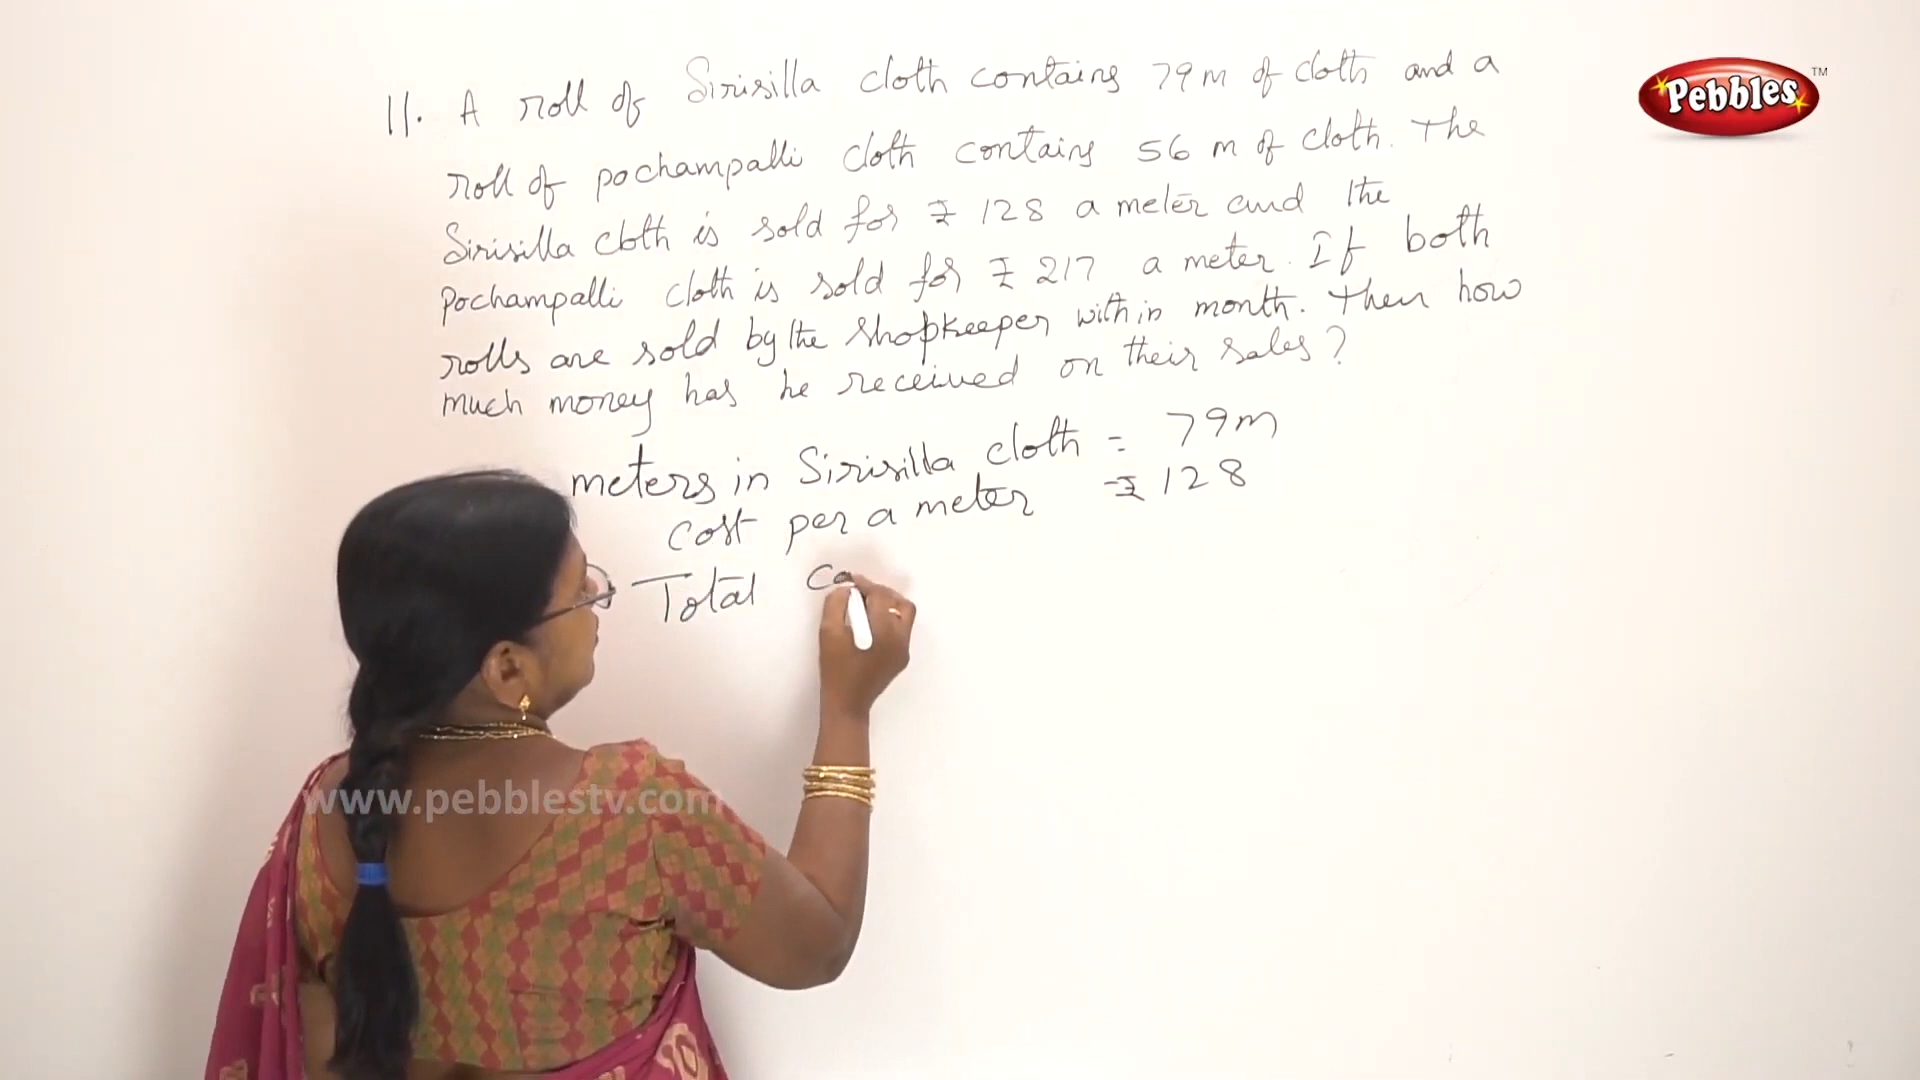 11. A roll of Sirisilla cloth contains 79m of cloth and a
roll of pochampalli cloth contains 56 m of cloth. The
Sirisilla cloth is sold for ₹ 128 a meter and the
pochampalli cloth is sold for ₹ 217 a meter. If both
rolls are sold by the shopkeeper within month. Then how
much money has he received on their sales?
meters in Sirisilla cloth = 79m
cost per a meter = ₹ 128
Total co
Pebbles TM
www.pebblestv.com